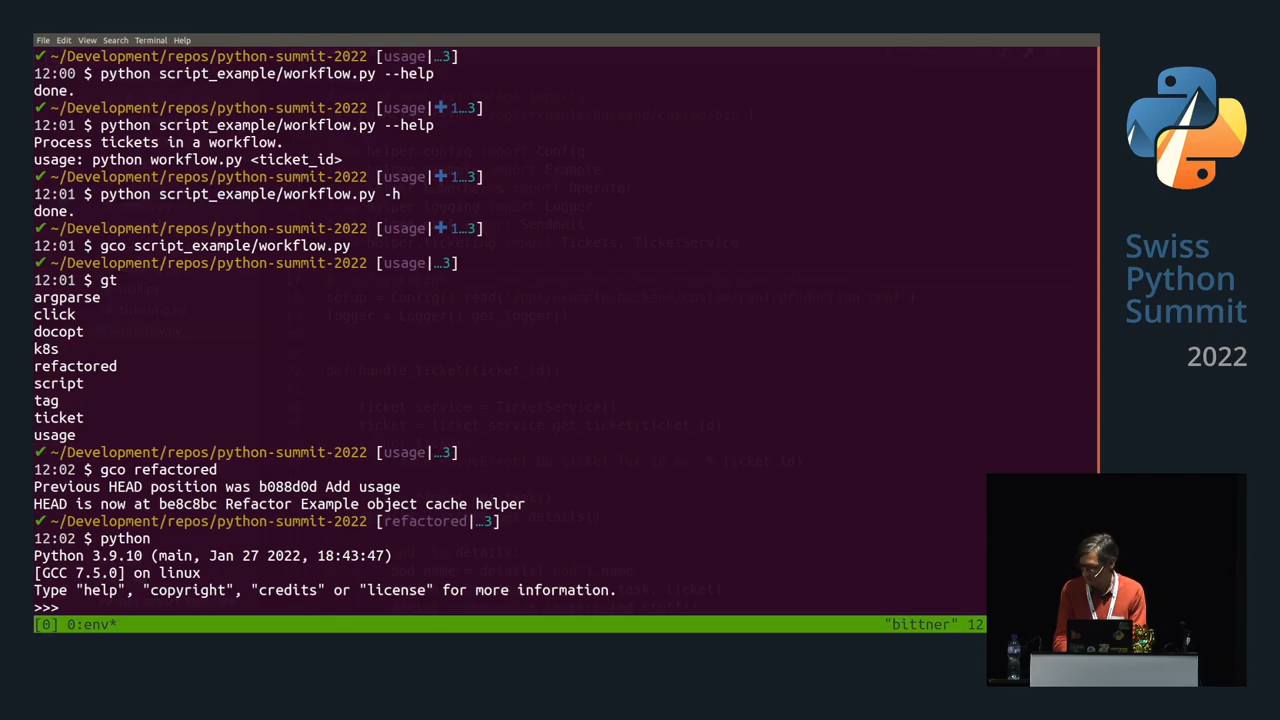 File Edit View Search Terminal Help
✔ ~/Development/repos/python-summit-2022 [usage|…3]
12:00 $ python script_example/workflow.py --help
done.
✔ ~/Development/repos/python-summit-2022 [usage|✚ 1…3]
12:01 $ python script_example/workflow.py --help
Process tickets in a workflow.
usage: python workflow.py <ticket_id>
✔ ~/Development/repos/python-summit-2022 [usage|✚ 1…3]
12:01 $ python script_example/workflow.py -h
done.
✔ ~/Development/repos/python-summit-2022 [usage|✚ 1…3]
12:01 $ gco script_example/workflow.py
✔ ~/Development/repos/python-summit-2022 [usage|…3]
12:01 $ gt
argparse
click
docopt
k8s
refactored
script
tag
ticket
usage
✔ ~/Development/repos/python-summit-2022 [usage|…3]
12:02 $ gco refactored
Previous HEAD position was b088d0d Add usage
HEAD is now at be8c8bc Refactor Example object cache helper
✔ ~/Development/repos/python-summit-2022 [refactored|…3]
12:02 $ python
Python 3.9.10 (main, Jan 27 2022, 18:43:47)
[GCC 7.5.0] on linux
Type "help", "copyright", "credits" or "license" for more information.
>>>
[0] 0:env* "bittner" 12
Swiss
Python
Summit
2022